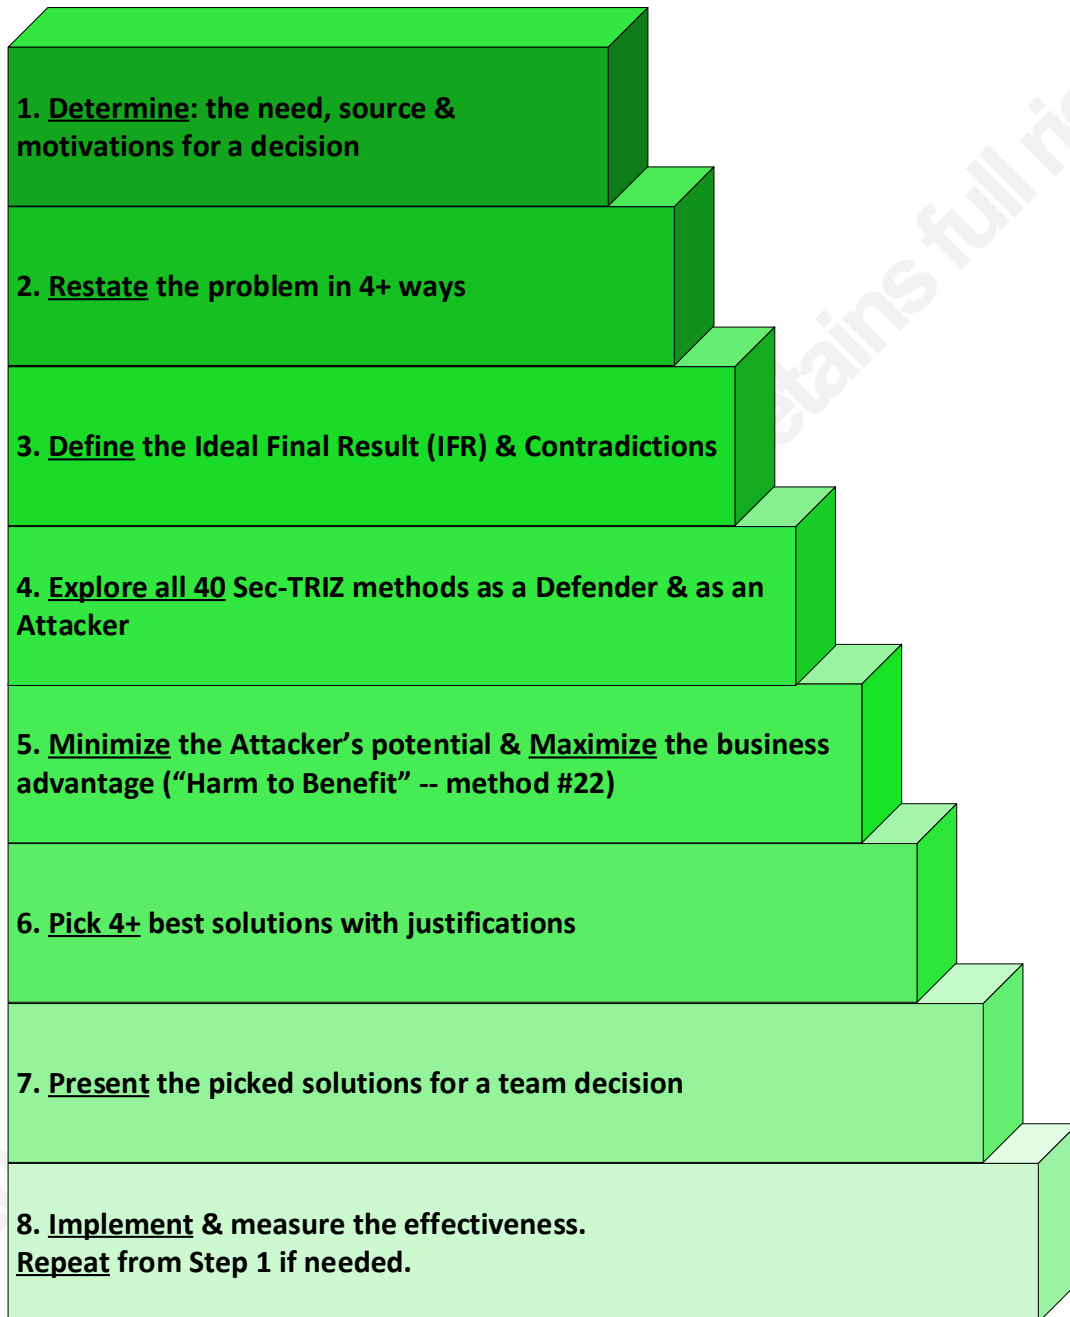 1. Determine: the need, source &
motivations for a decision
2. Restate the problem in 4+ ways
3. Define the Ideal Final Result (IFR) & Contradictions
4. Explore all 40 Sec-TRIZ methods as a Defender & as an
Attacker
5. Minimize the Attacker’s potential & Maximize the business
advantage (“Harm to Benefit” -- method #22)
6. Pick 4+ best solutions with justifications
7. Present the picked solutions for a team decision
8. Implement & measure the effectiveness.
Repeat from Step 1 if needed.
full